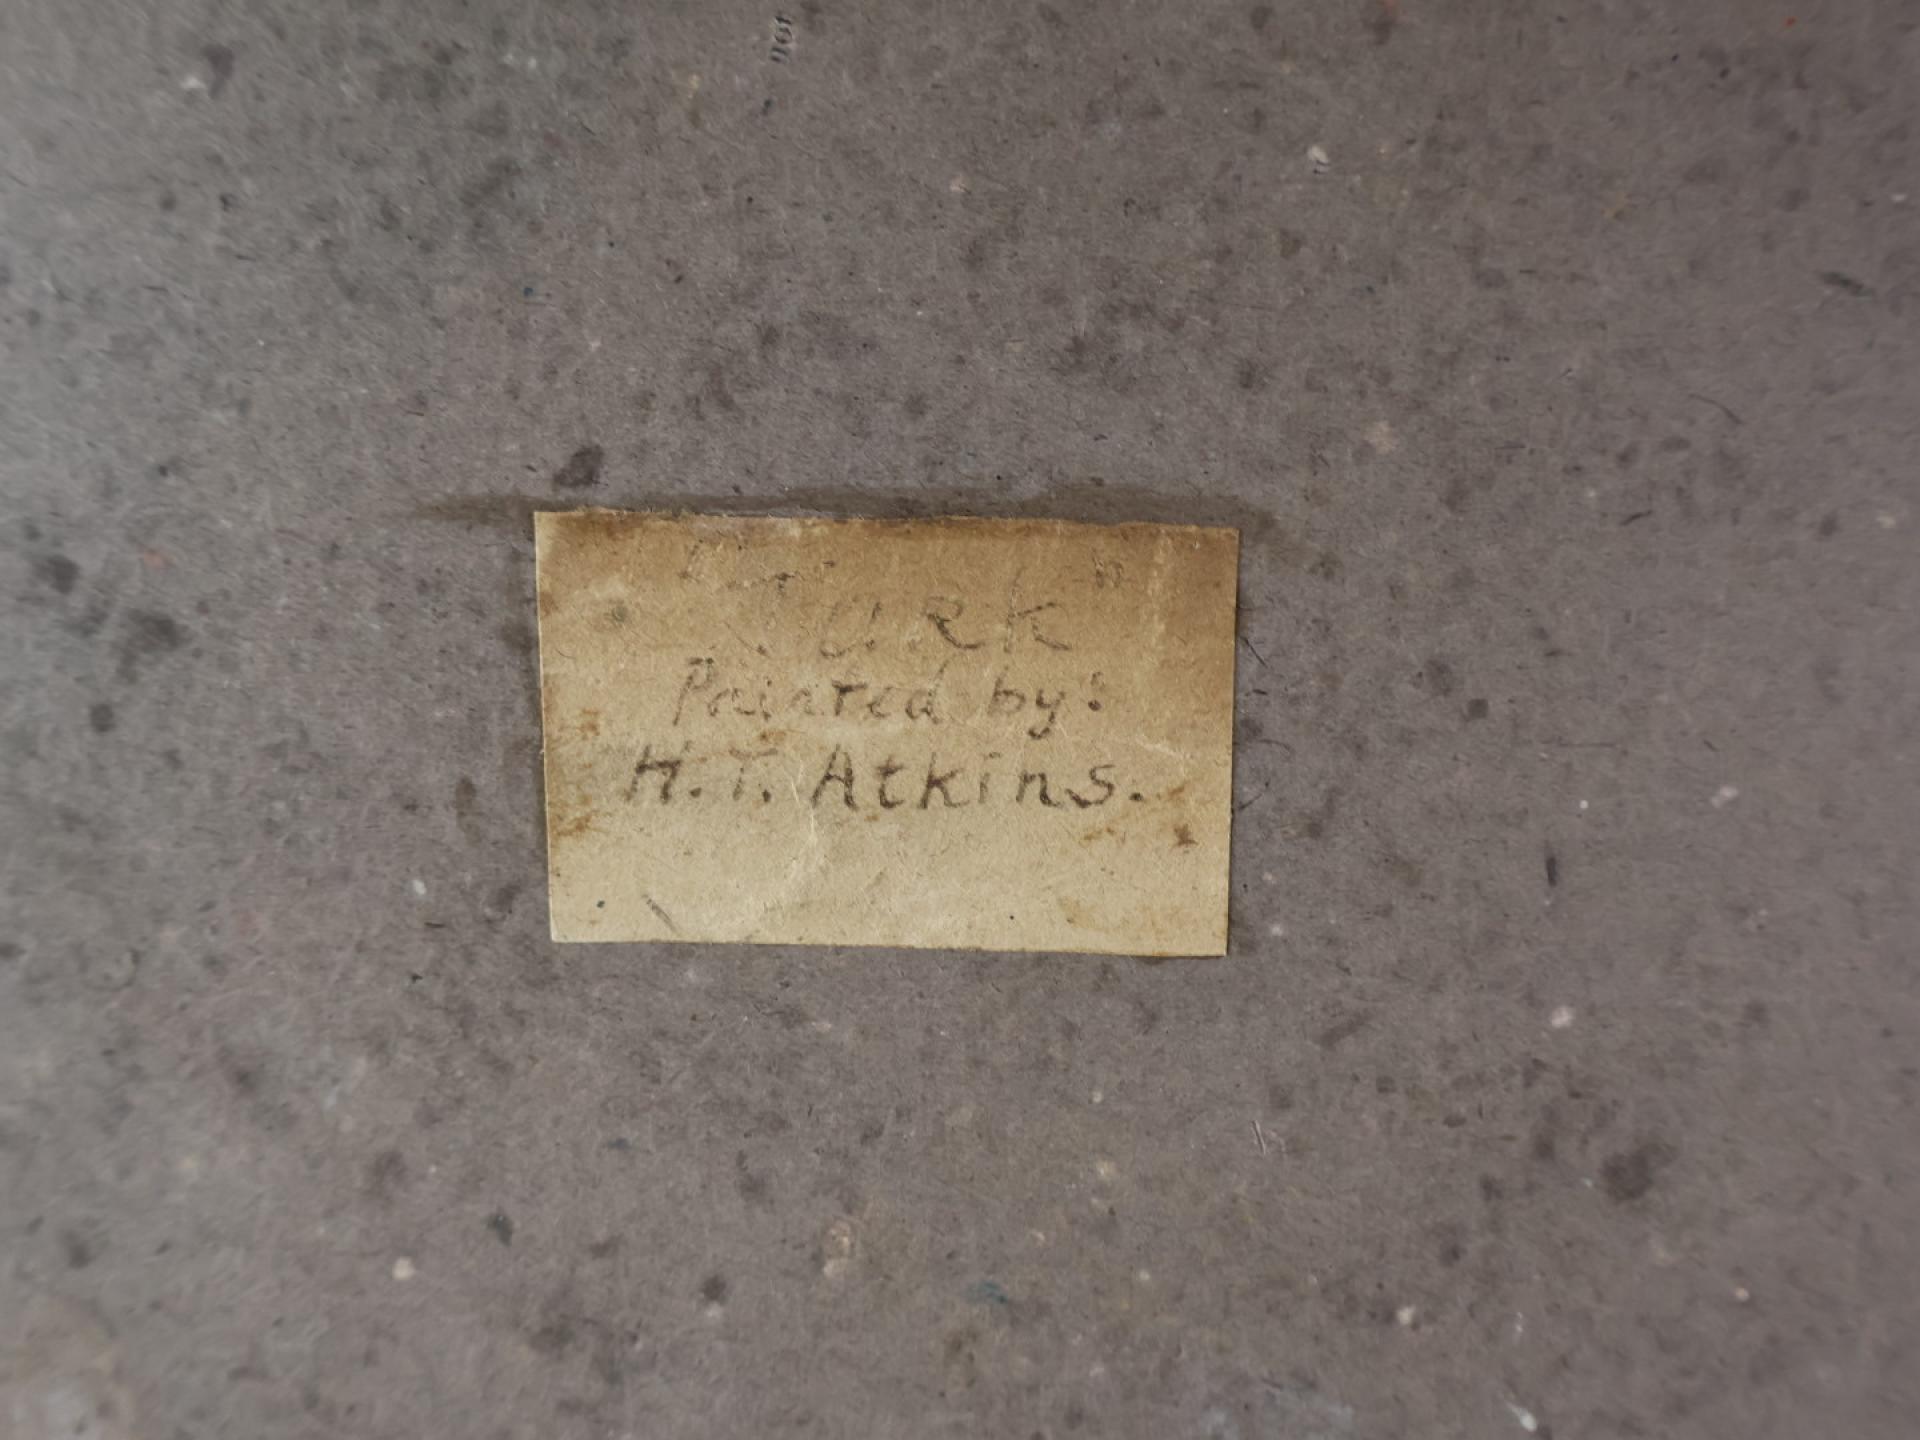 Painted by:
H. T. Atkins.